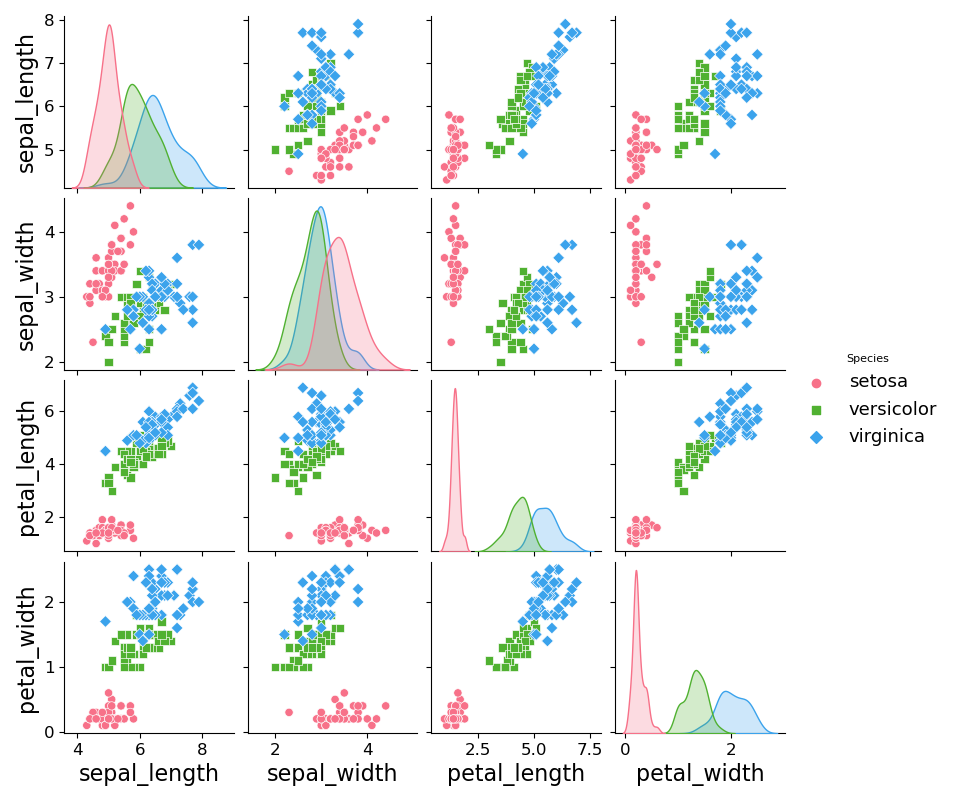 sepal_length
8
7
6
5
sepal_width
4
3
2
petal_length
6
4
2
petal_width
2
1
0
4 6 8
2 4
2.5 5.0 7.5
0 2
sepal_length sepal_width petal_length petal_width
Species
setosa
versicolor
virginica